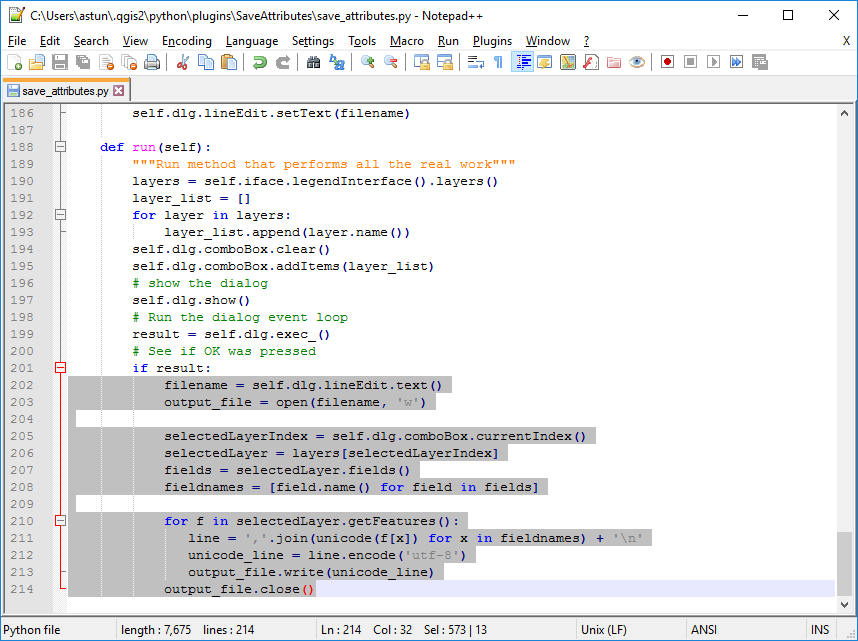 C:\Users\astun\.qgis2\python\plugins\SaveAttributes\save_attributes.py - Notepad++
File Edit Search View Encoding Language Settings Tools Macro Run Plugins Window ? X
save_attributes.py
186         self.dlg.lineEdit.setText(filename)
187
188     def run(self):
189         """Run method that performs all the real work"""
190         layers = self.iface.legendInterface().layers()
191         layer_list = []
192         for layer in layers:
193             layer_list.append(layer.name())
194         self.dlg.comboBox.clear()
195         self.dlg.comboBox.addItems(layer_list)
196         # show the dialog
197         self.dlg.show()
198         # Run the dialog event loop
199         result = self.dlg.exec_()
200         # See if OK was pressed
201         if result:
202             filename = self.dlg.lineEdit.text()
203             output_file = open(filename, 'w')
204
205             selectedLayerIndex = self.dlg.comboBox.currentIndex()
206             selectedLayer = layers[selectedLayerIndex]
207             fields = selectedLayer.fields()
208             fieldnames = [field.name() for field in fields]
209
210             for f in selectedLayer.getFeatures():
211                line = ','.join(unicode(f[x]) for x in fieldnames) + '\n'
212                unicode_line = line.encode('utf-8')
213                output_file.write(unicode_line)
214             output_file.close()
Python file length : 7,675 lines : 214 Ln : 214 Col : 32 Sel : 573 | 13 Unix (LF) ANSI INS